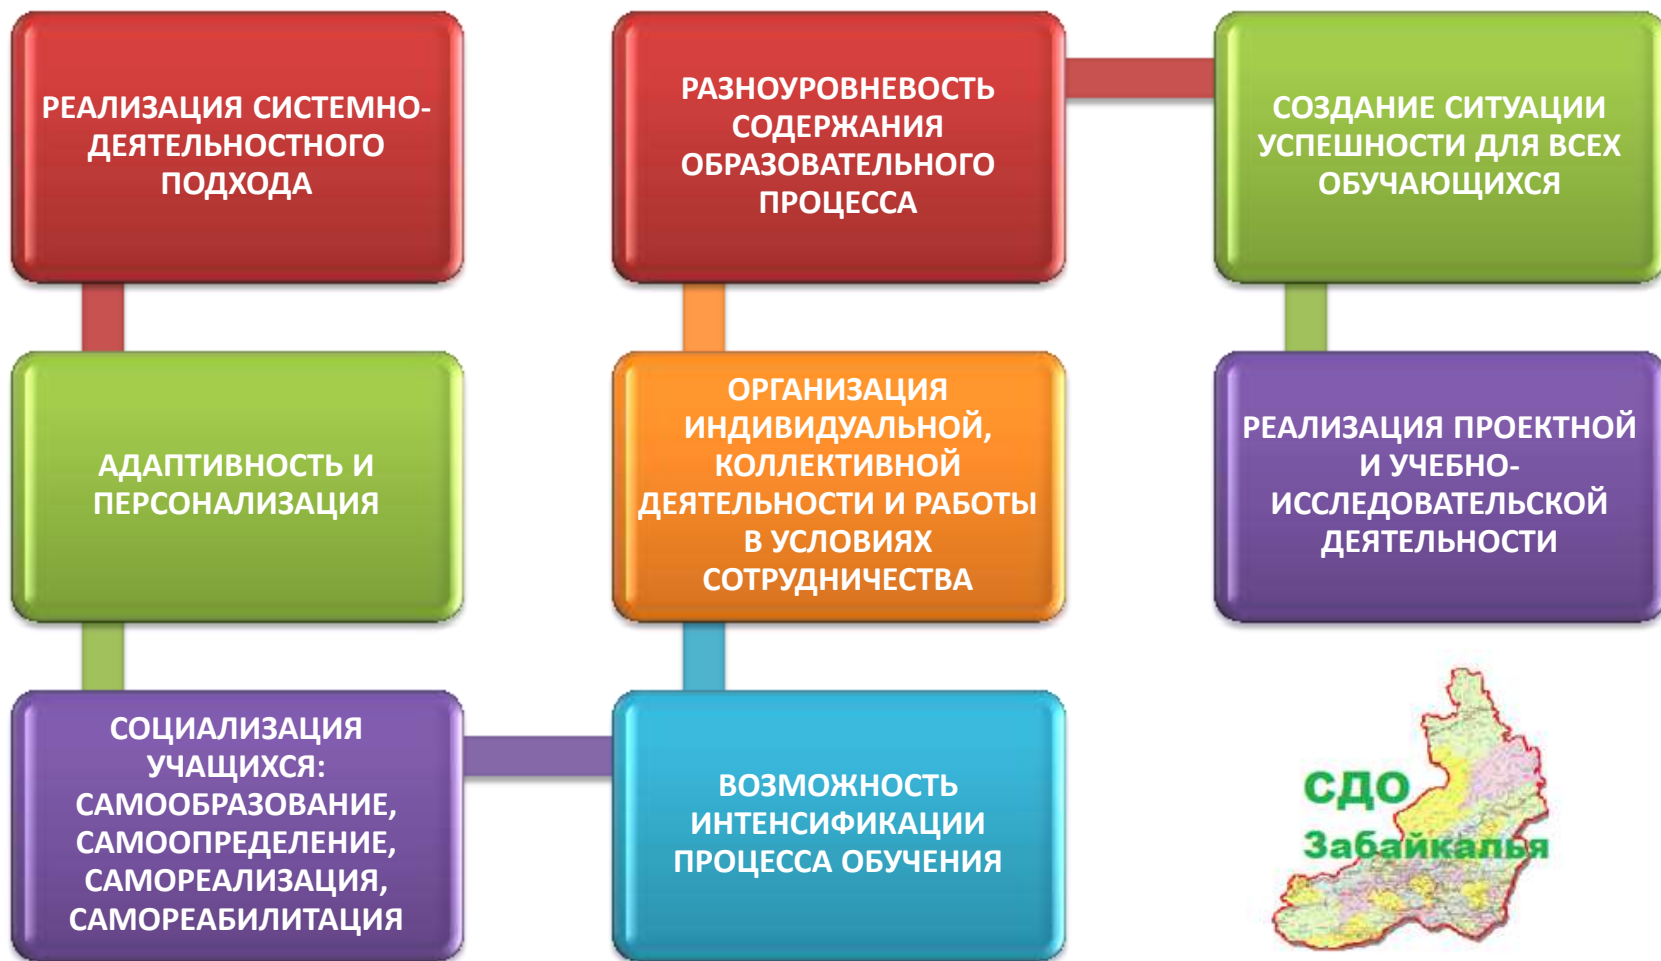 РЕАЛИЗАЦИЯ СИСТЕМНО-
ДЕЯТЕЛЬНОСТНОГО
ПОДХОДА
АДАПТИВНОСТЬ И
ПЕРСОНАЛИЗАЦИЯ
СОЦИАЛИЗАЦИЯ
УЧАЩИХСЯ:
САМООБРАЗОВАНИЕ,
САМООПРЕДЕЛЕНИЕ,
САМОРЕАЛИЗАЦИЯ,
САМОРЕАБИЛИТАЦИЯ
ВОЗМОЖНОСТЬ
ИНТЕНСИФИКАЦИИ
ПРОЦЕССА ОБУЧЕНИЯ
ОРГАНИЗАЦИЯ
ИНДИВИДУАЛЬНОЙ,
КОЛЛЕКТИВНОЙ
ДЕЯТЕЛЬНОСТИ И РАБОТЫ
В УСЛОВИЯХ
СОТРУДНИЧЕСТВА
РАЗНОУРОВНЕВОСТЬ
СОДЕРЖАНИЯ
ОБРАЗОВАТЕЛЬНОГО
ПРОЦЕССА
СОЗДАНИЕ СИТУАЦИИ
УСПЕШНОСТИ ДЛЯ ВСЕХ
ОБУЧАЮЩИХСЯ
РЕАЛИЗАЦИЯ ПРОЕКТНОЙ
И УЧЕБНО-
ИССЛЕДОВАТЕЛЬСКОЙ
ДЕЯТЕЛЬНОСТИ
СДО
Забайкалья